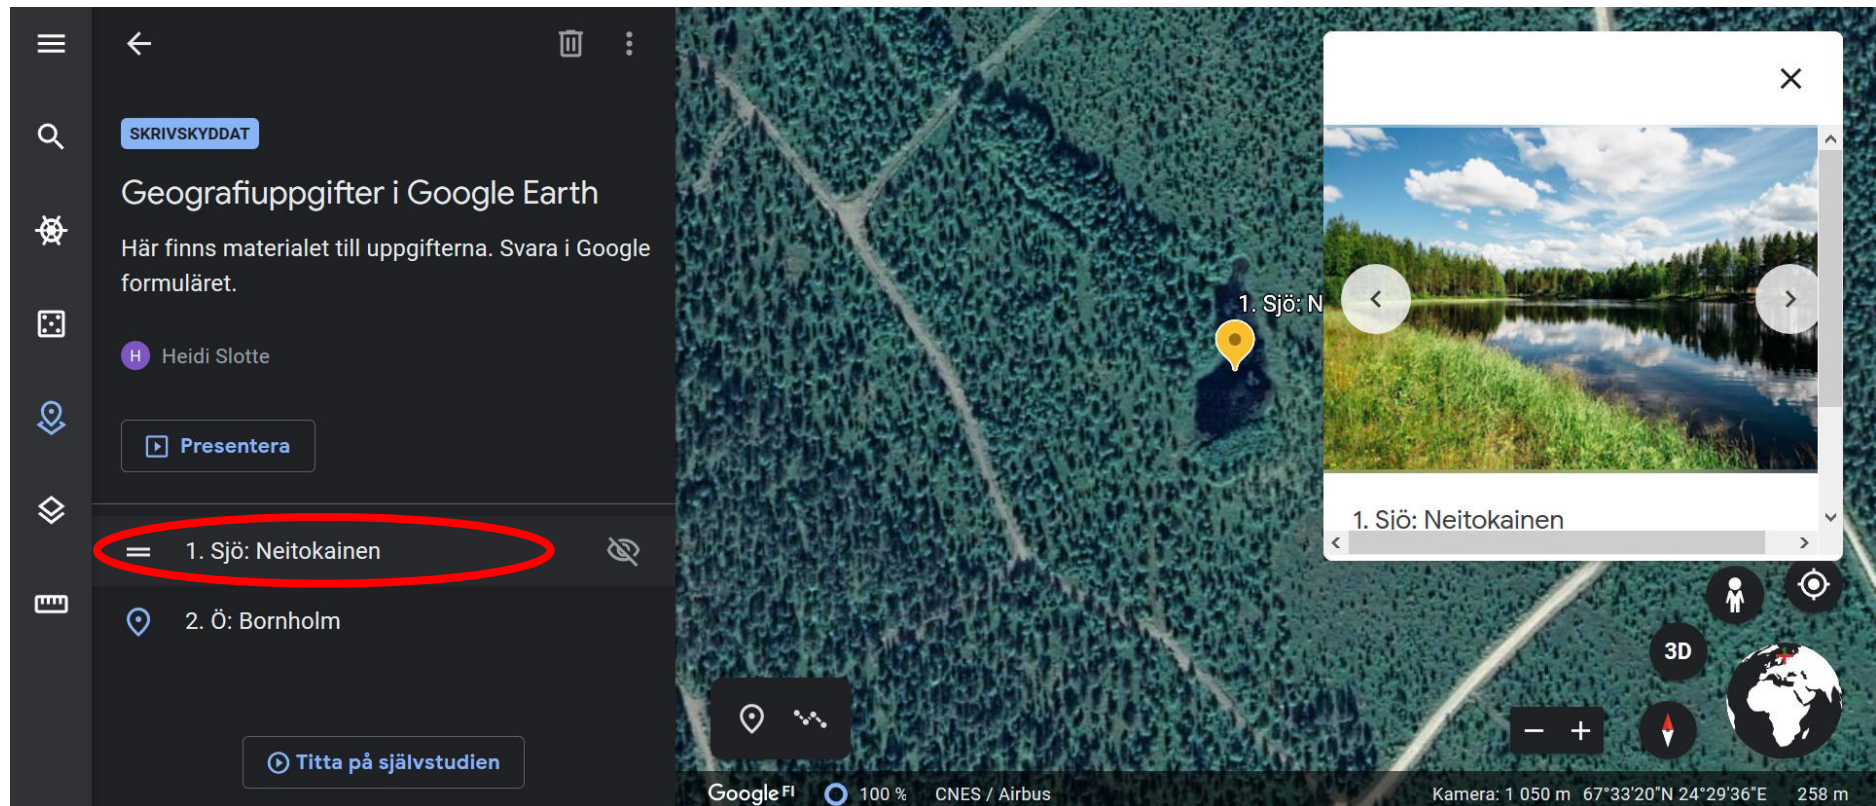 SKRIVSKYDDAT
Geografiuppgifter i Google Earth
Här finns materialet till uppgifterna. Svara i Google
formuläret.
H Heidi Slotte
Presentera
1. Sjö: Neitokainen
2. Ö: Bornholm
Titta på självstudien
1. Sjö: N
1. Sjö: Neitokainen
3D
Google FI 100 % CNES / Airbus Kamera: 1 050 m 67°33'20"N 24°29'36"E 258 m